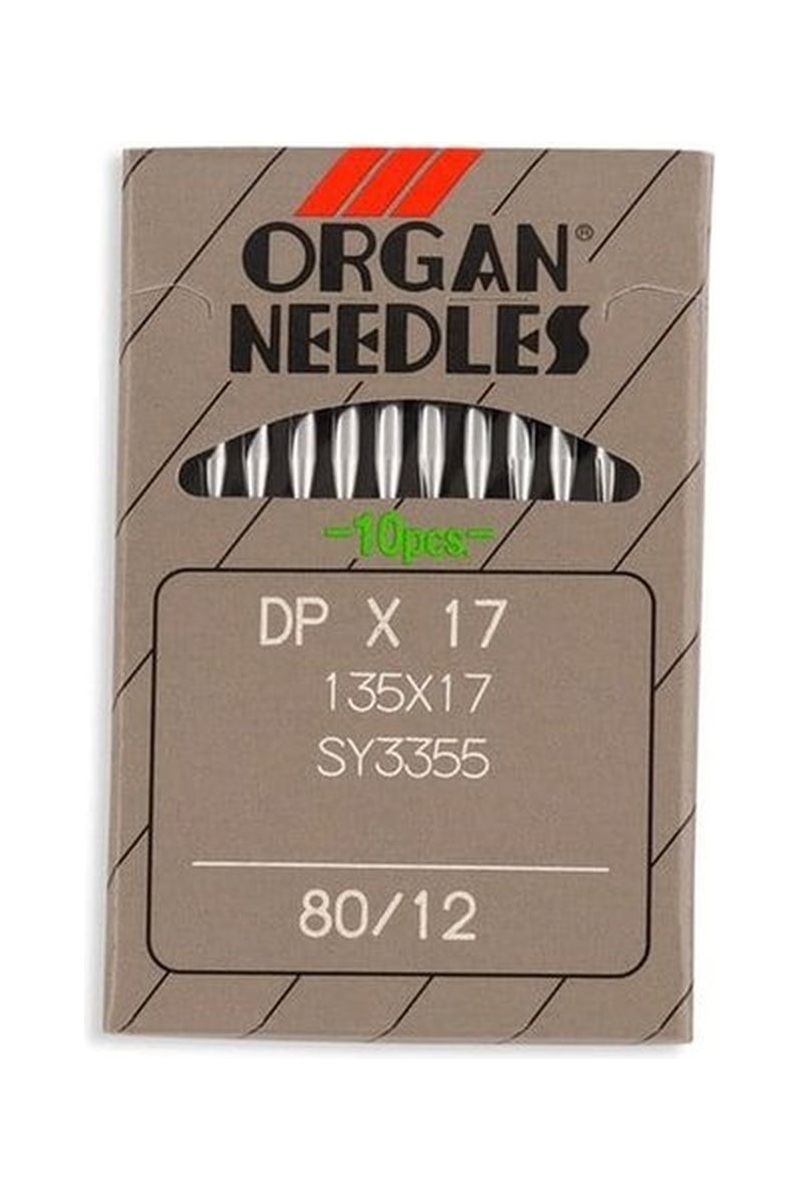 ORGAN®
NEEDLES
-10pcs.-
DP X 17
135X17
SY3355
80/12